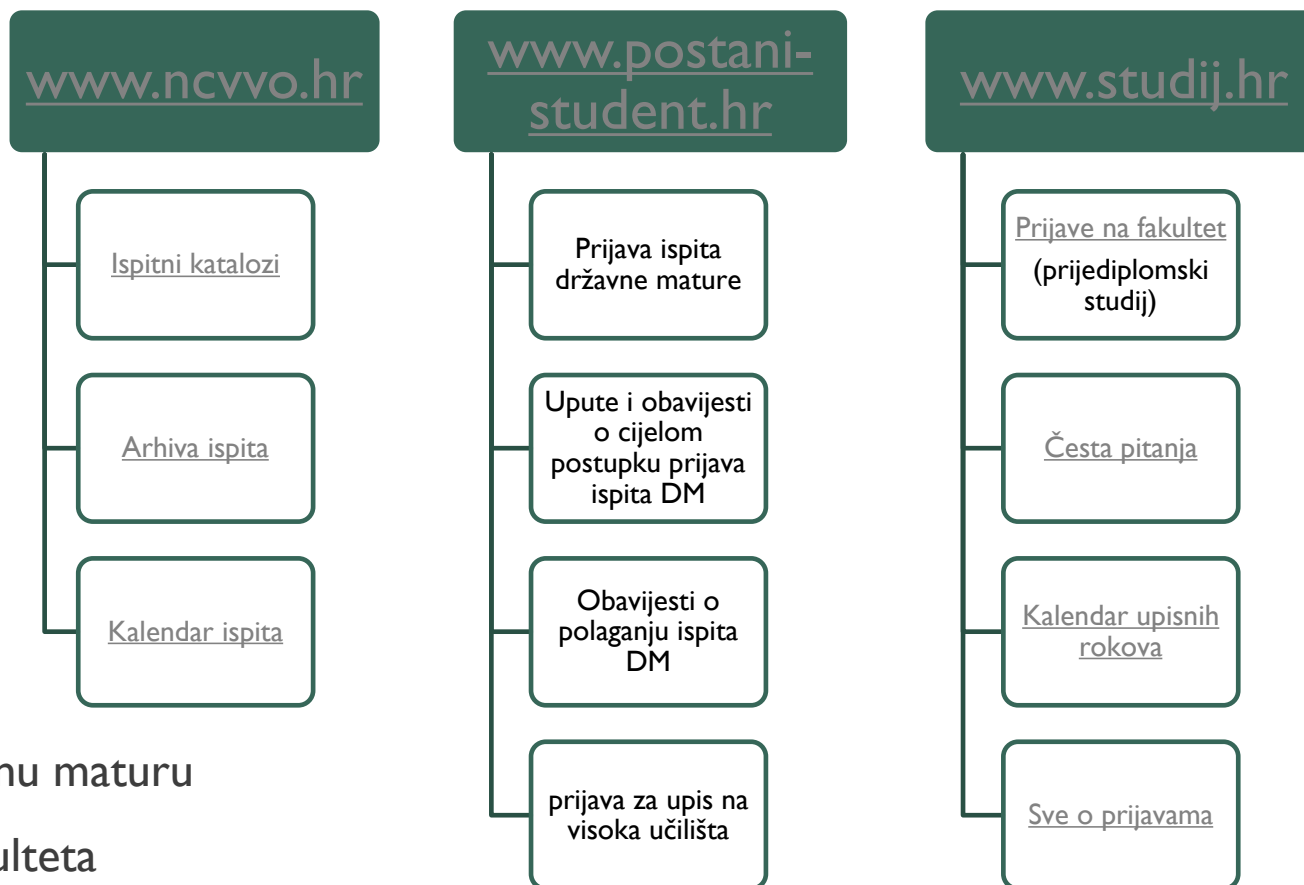 www.ncvvo.hr
Ispitni katalozi
Arhiva ispita
Kalendar ispita
www.postani-
student.hr
Prijava ispita
državne mature
Upute i obavijesti
o cijelom
postupku prijava
ispita DM
Obavijesti o
polaganju ispita
DM
prijava za upis na
visoka učilišta
www.studij.hr
Prijave na fakultet
(prijediplomski
studij)
Česta pitanja
Kalendar upisnih
rokova
Sve o prijavama
maturu